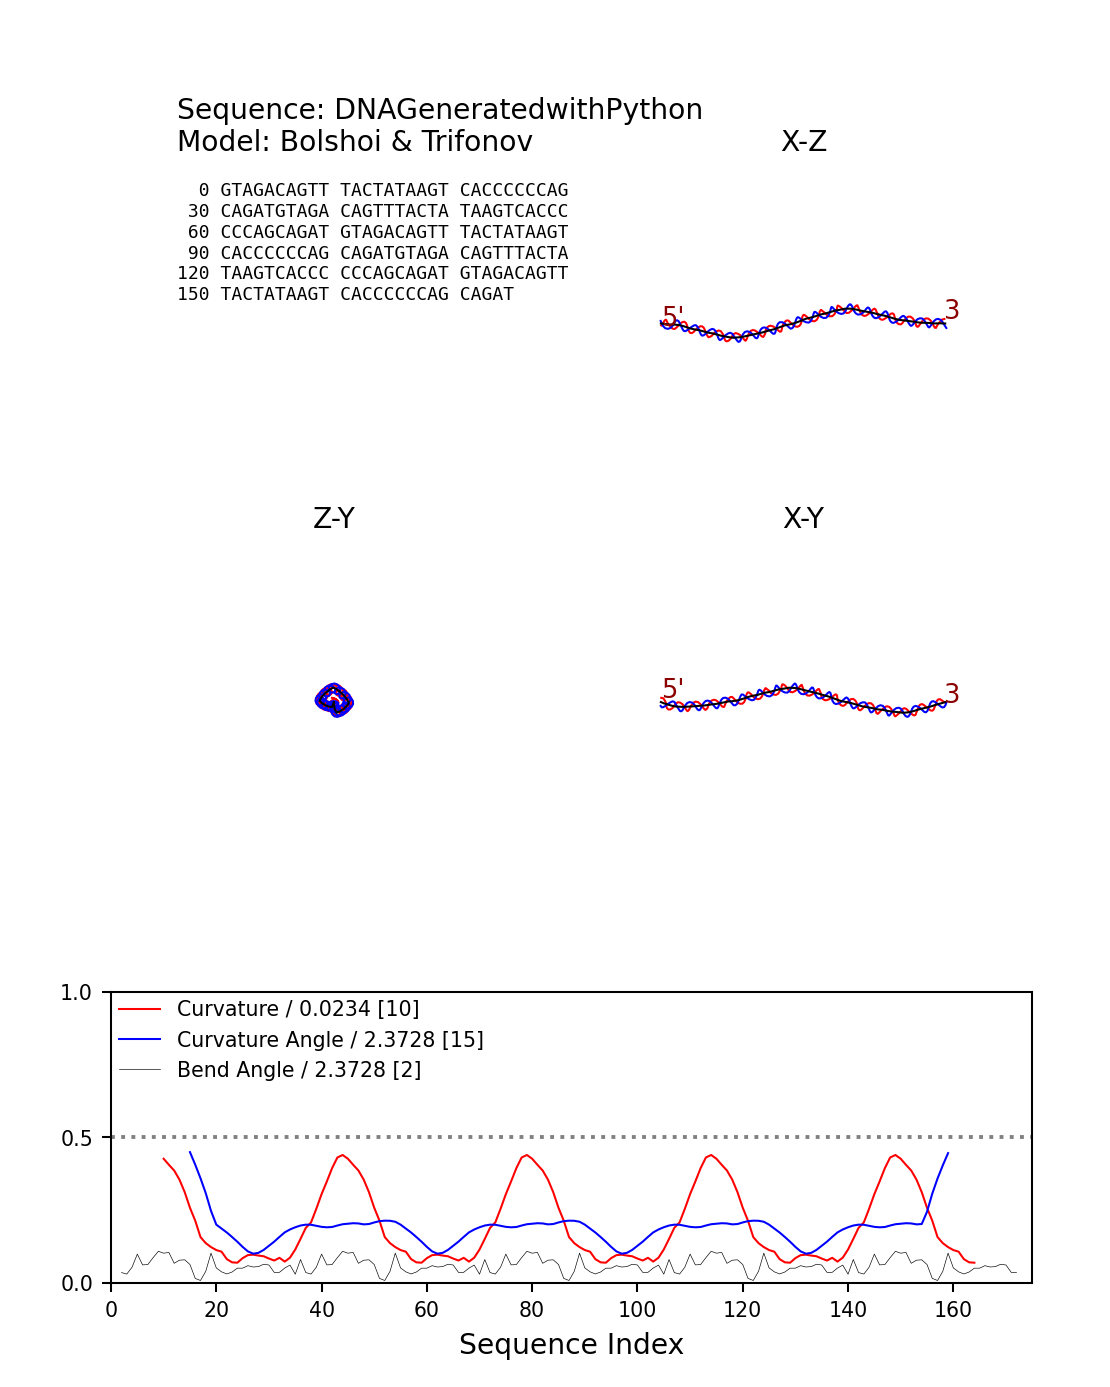 Sequence: DNAGeneratedwithPython
Model: Bolshoi & Trifonov
X-Z
0 GTAGACAGTT TACTATAAGT CACCCCCCAG
30 CAGATGTAGA CAGTTTACTA TAAGTCACCC
60 CCCAGCAGAT GTAGACAGTT TACTATAAGT
90 CACCCCCCAG CAGATGTAGA CAGTTTACTA
120 TAAGTCACCC CCCAGCAGAT GTAGACAGTT
150 TACTATAAGT CACCCCCCAG CAGAT
5' 3
Z-Y
X-Y
5' 3
1.0
0.5
0.0
Curvature / 0.0234 [10]
Curvature Angle / 2.3728 [15]
Bend Angle / 2.3728 [2]
0 20 40 60 80 100 120 140 160
Sequence Index